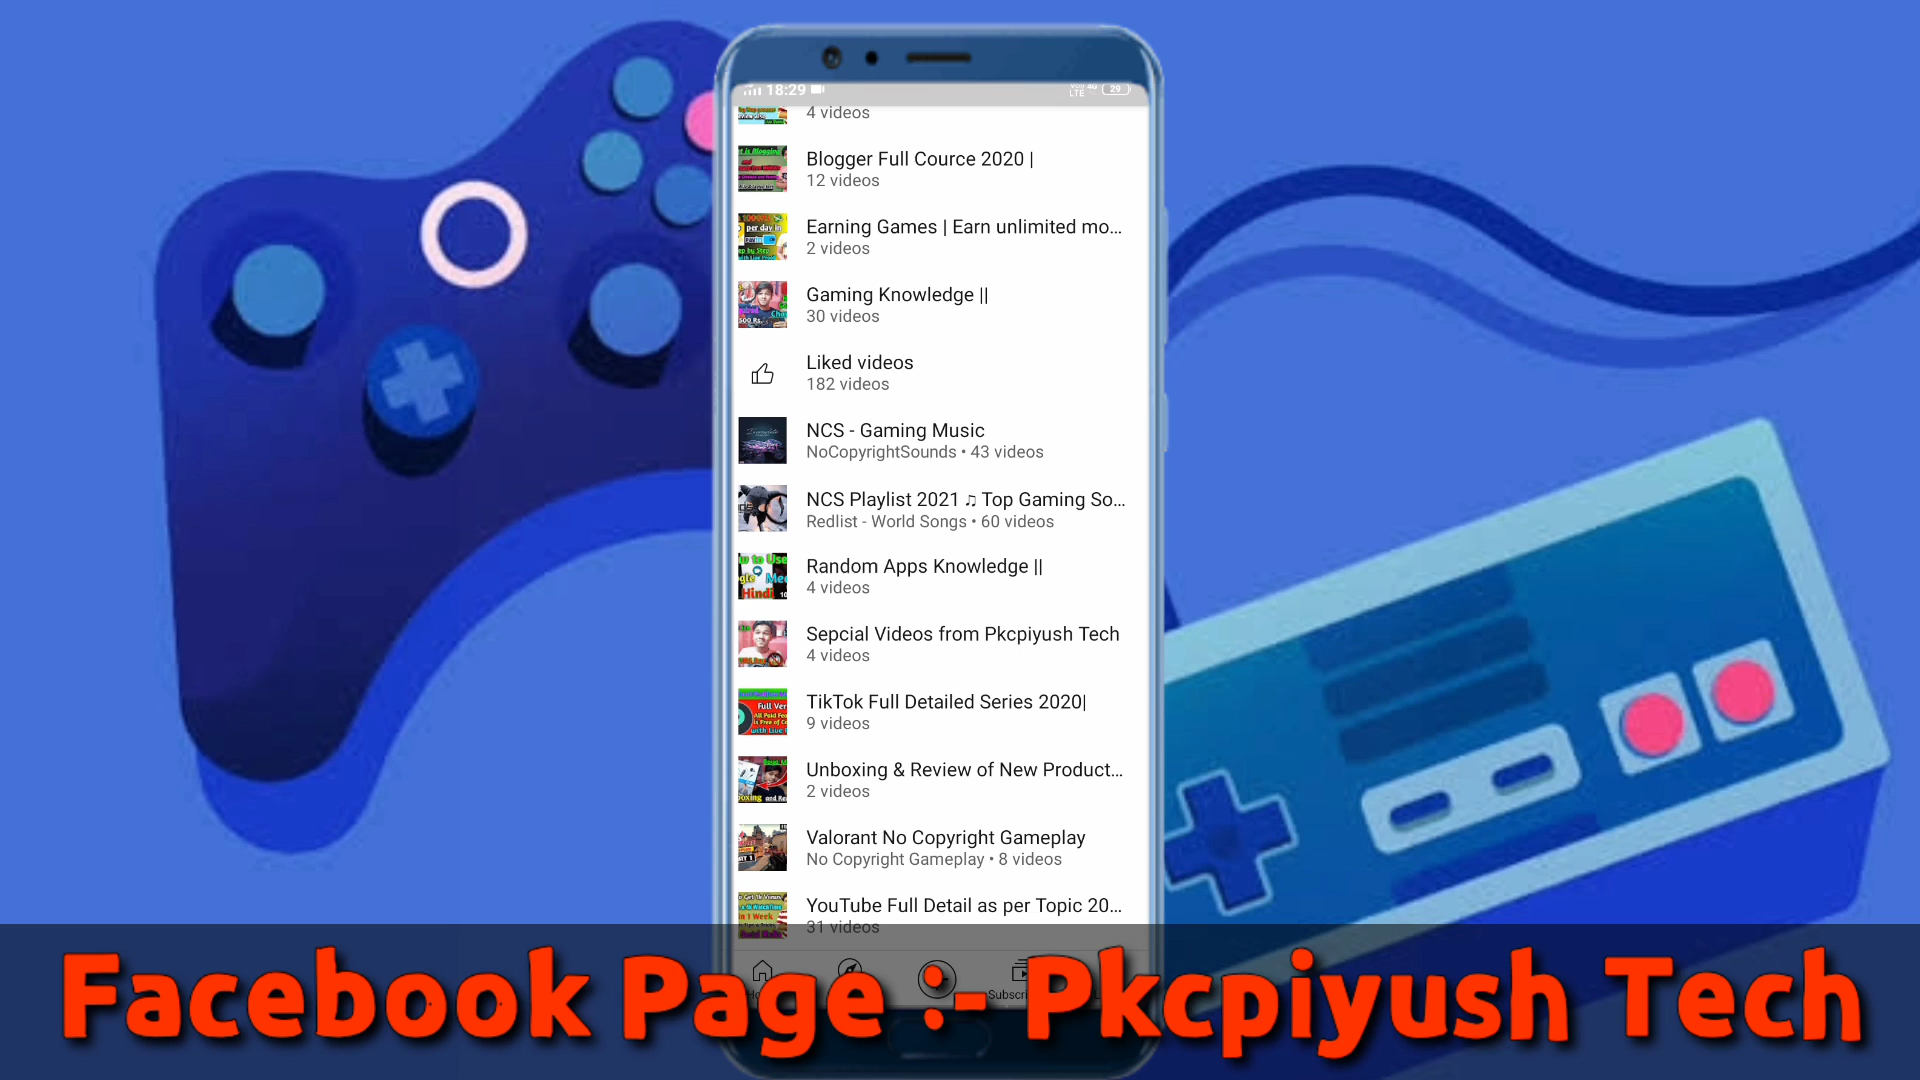 18:29
LTE 4G 29
4 videos
Blogger Full Cource 2020 |
12 videos
Earning Games | Earn unlimited mo...
2 videos
Gaming Knowledge ||
30 videos
Liked videos
182 videos
NCS - Gaming Music
NoCopyrightSounds • 43 videos
NCS Playlist 2021 ♫ Top Gaming So...
Redlist - World Songs • 60 videos
Random Apps Knowledge ||
4 videos
Sepcial Videos from Pkcpiyush Tech
4 videos
TikTok Full Detailed Series 2020|
9 videos
Unboxing & Review of New Product...
2 videos
Valorant No Copyright Gameplay
No Copyright Gameplay • 8 videos
YouTube Full Detail as per Topic 20...
31 videos
Subscri
Facebook Page :- Pkcpiyush Tech